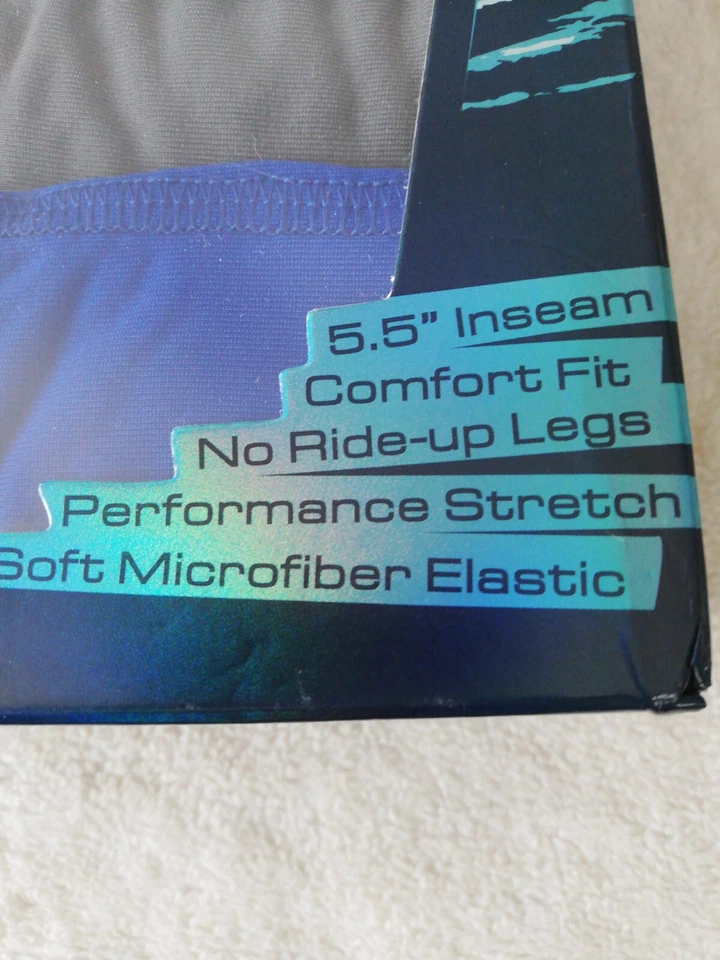 5.5” Inseam
Comfort Fit
No Ride-up Legs
Performance Stretch
Soft Microfiber Elastic